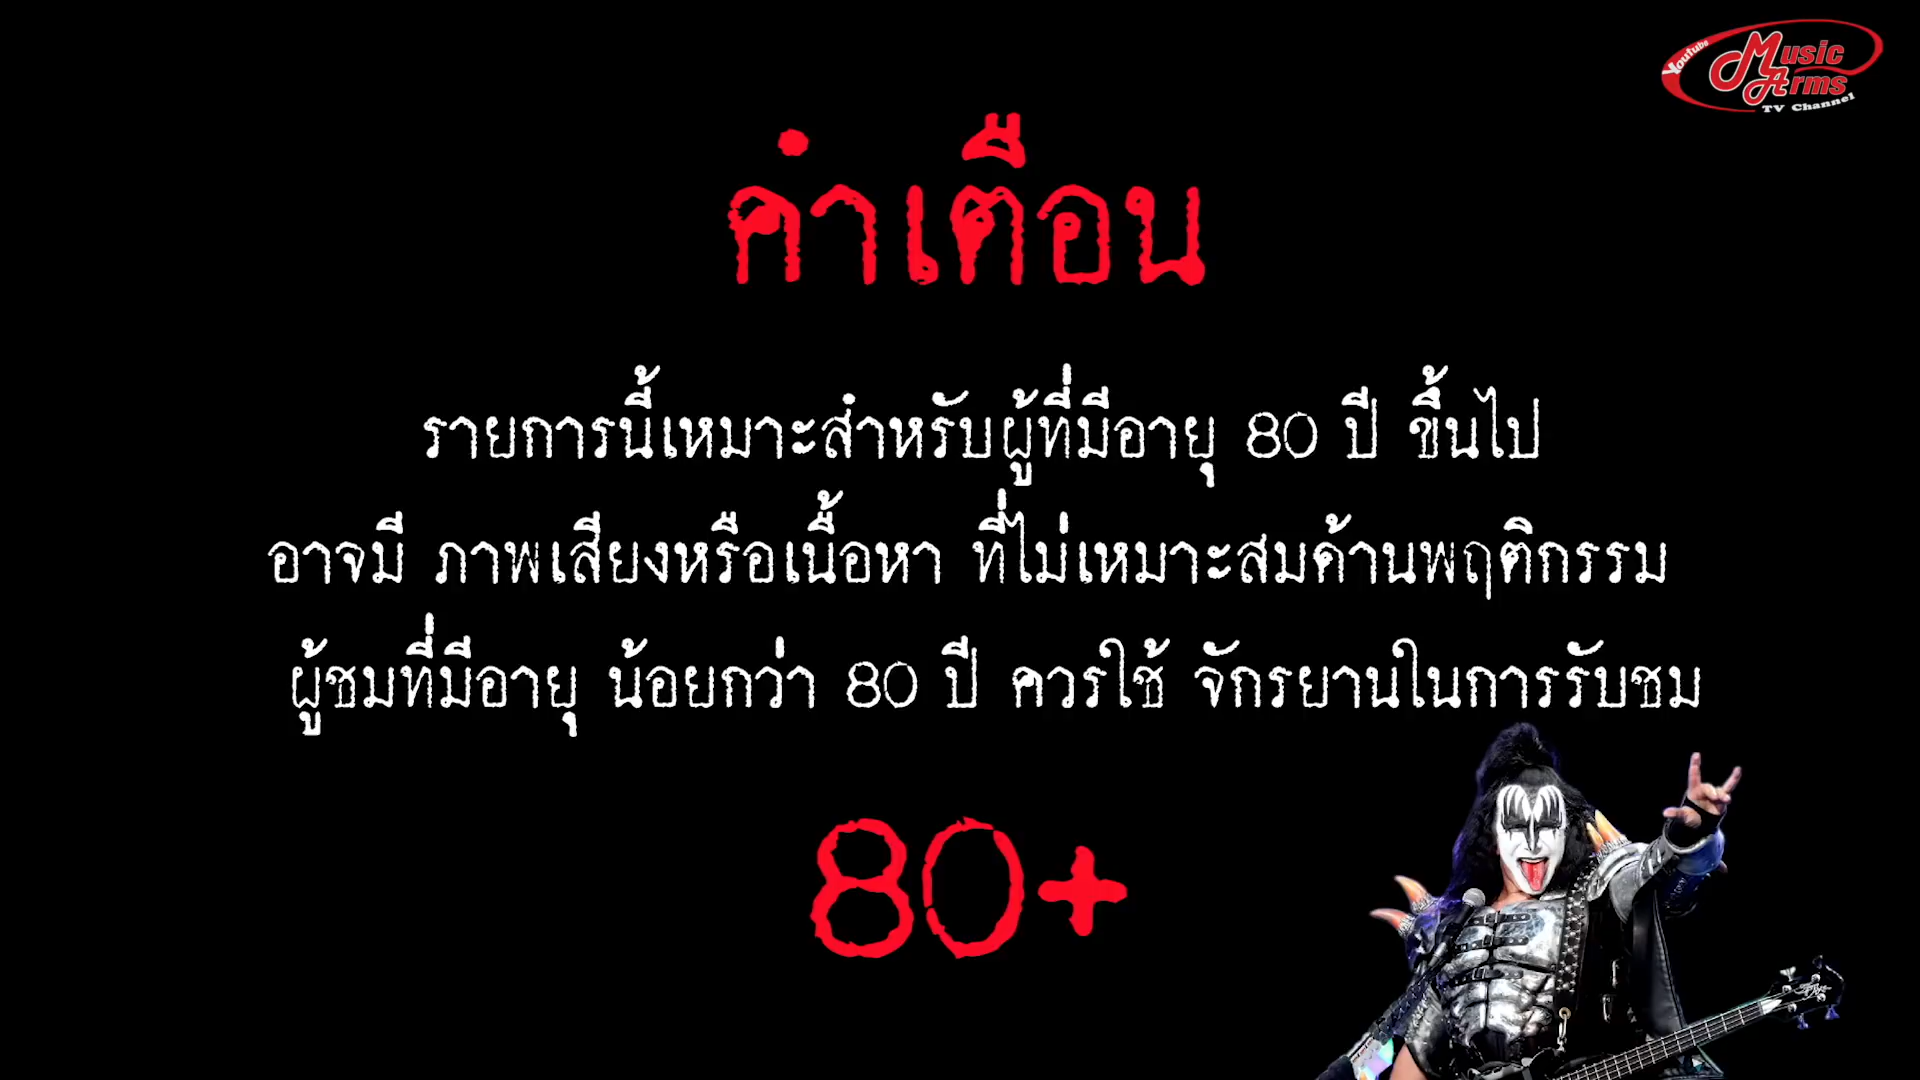 Youtube
Music
Arms
TV Channel
คำเตือน
รายการนี้เหมาะสำหรับผู้ที่มีอายุ 80 ปี ขึ้นไป
อาจมี ภาพเสียงหรือเนื้อหา ที่ไม่เหมาะสมด้านพฤติกรรม
ผู้ชมที่มีอายุ น้อยกว่า 80 ปี ควรใช้ จักรยานในการรับชม
80+